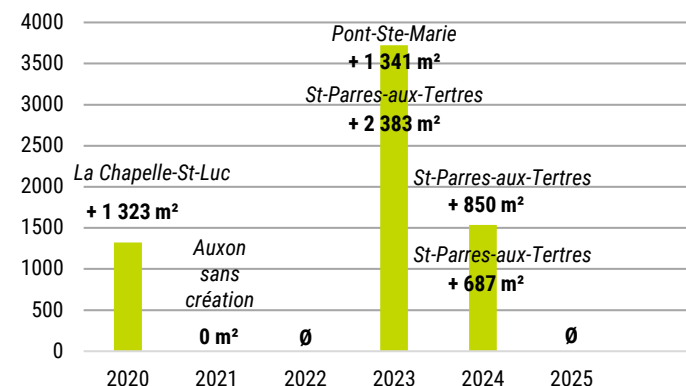 4000
3500
3000
2500
2000
1500
1000
500
0
La Chapelle-St-Luc
+ 1 323 m²
Auxon
sans
création
0 m²
Ø
Pont-Ste-Marie
+ 1 341 m²
St-Parres-aux-Tertres
+ 2 383 m²
St-Parres-aux-Tertres
+ 850 m²
St-Parres-aux-Tertres
+ 687 m²
Ø
2020 2021 2022 2023 2024 2025